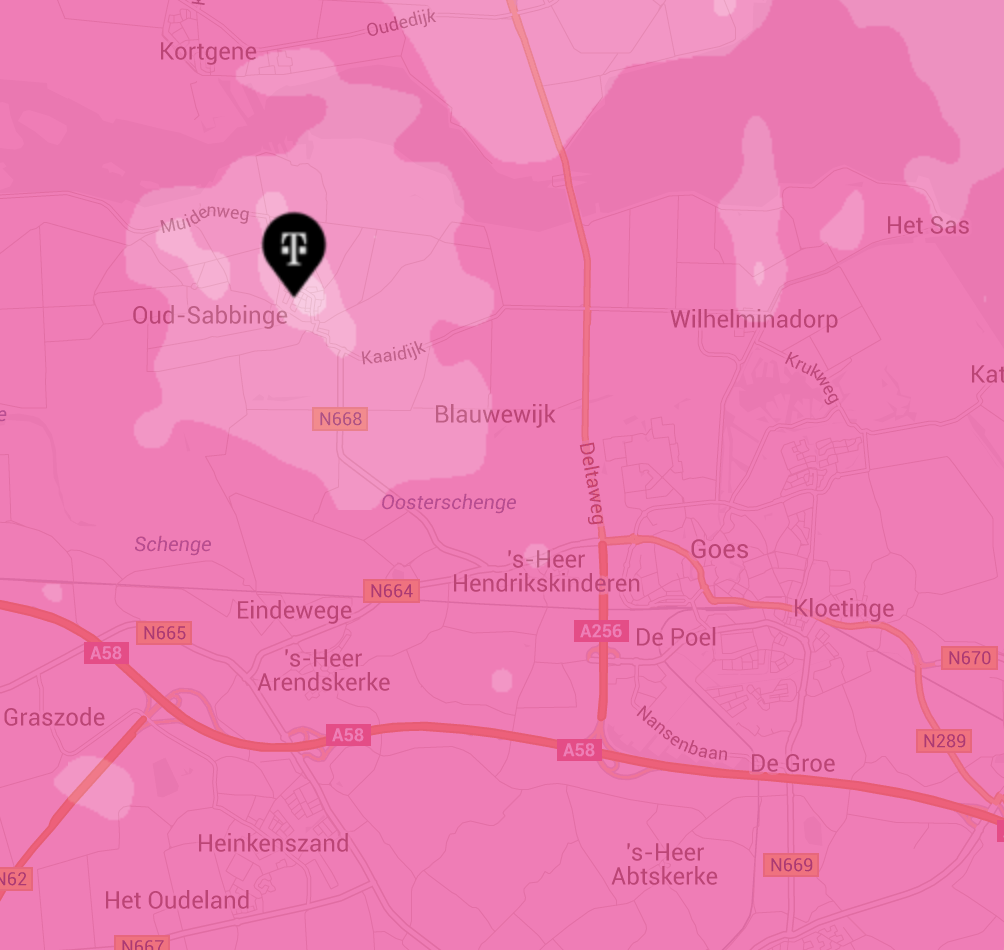 Oudedijk
Kortgene
Muidenweg
T
Het Sas
Oud-Sabbinge
Wilhelminadorp
Kaaidijk
Krukweg
Kat
N668
Blauwewijk
Deltaweg
Oosterschenge
Schenge
's-Heer
Hendrikskinderen
Goes
N664
Eindewege
Kloetinge
N665
A256
De Poel
A58
's-Heer
Arendskerke
N670
Graszode
Nansenbaan
A58
A58
N289
De Groe
Heinkenszand
's-Heer
Abtskerke
N669
N62
Het Oudeland
N667